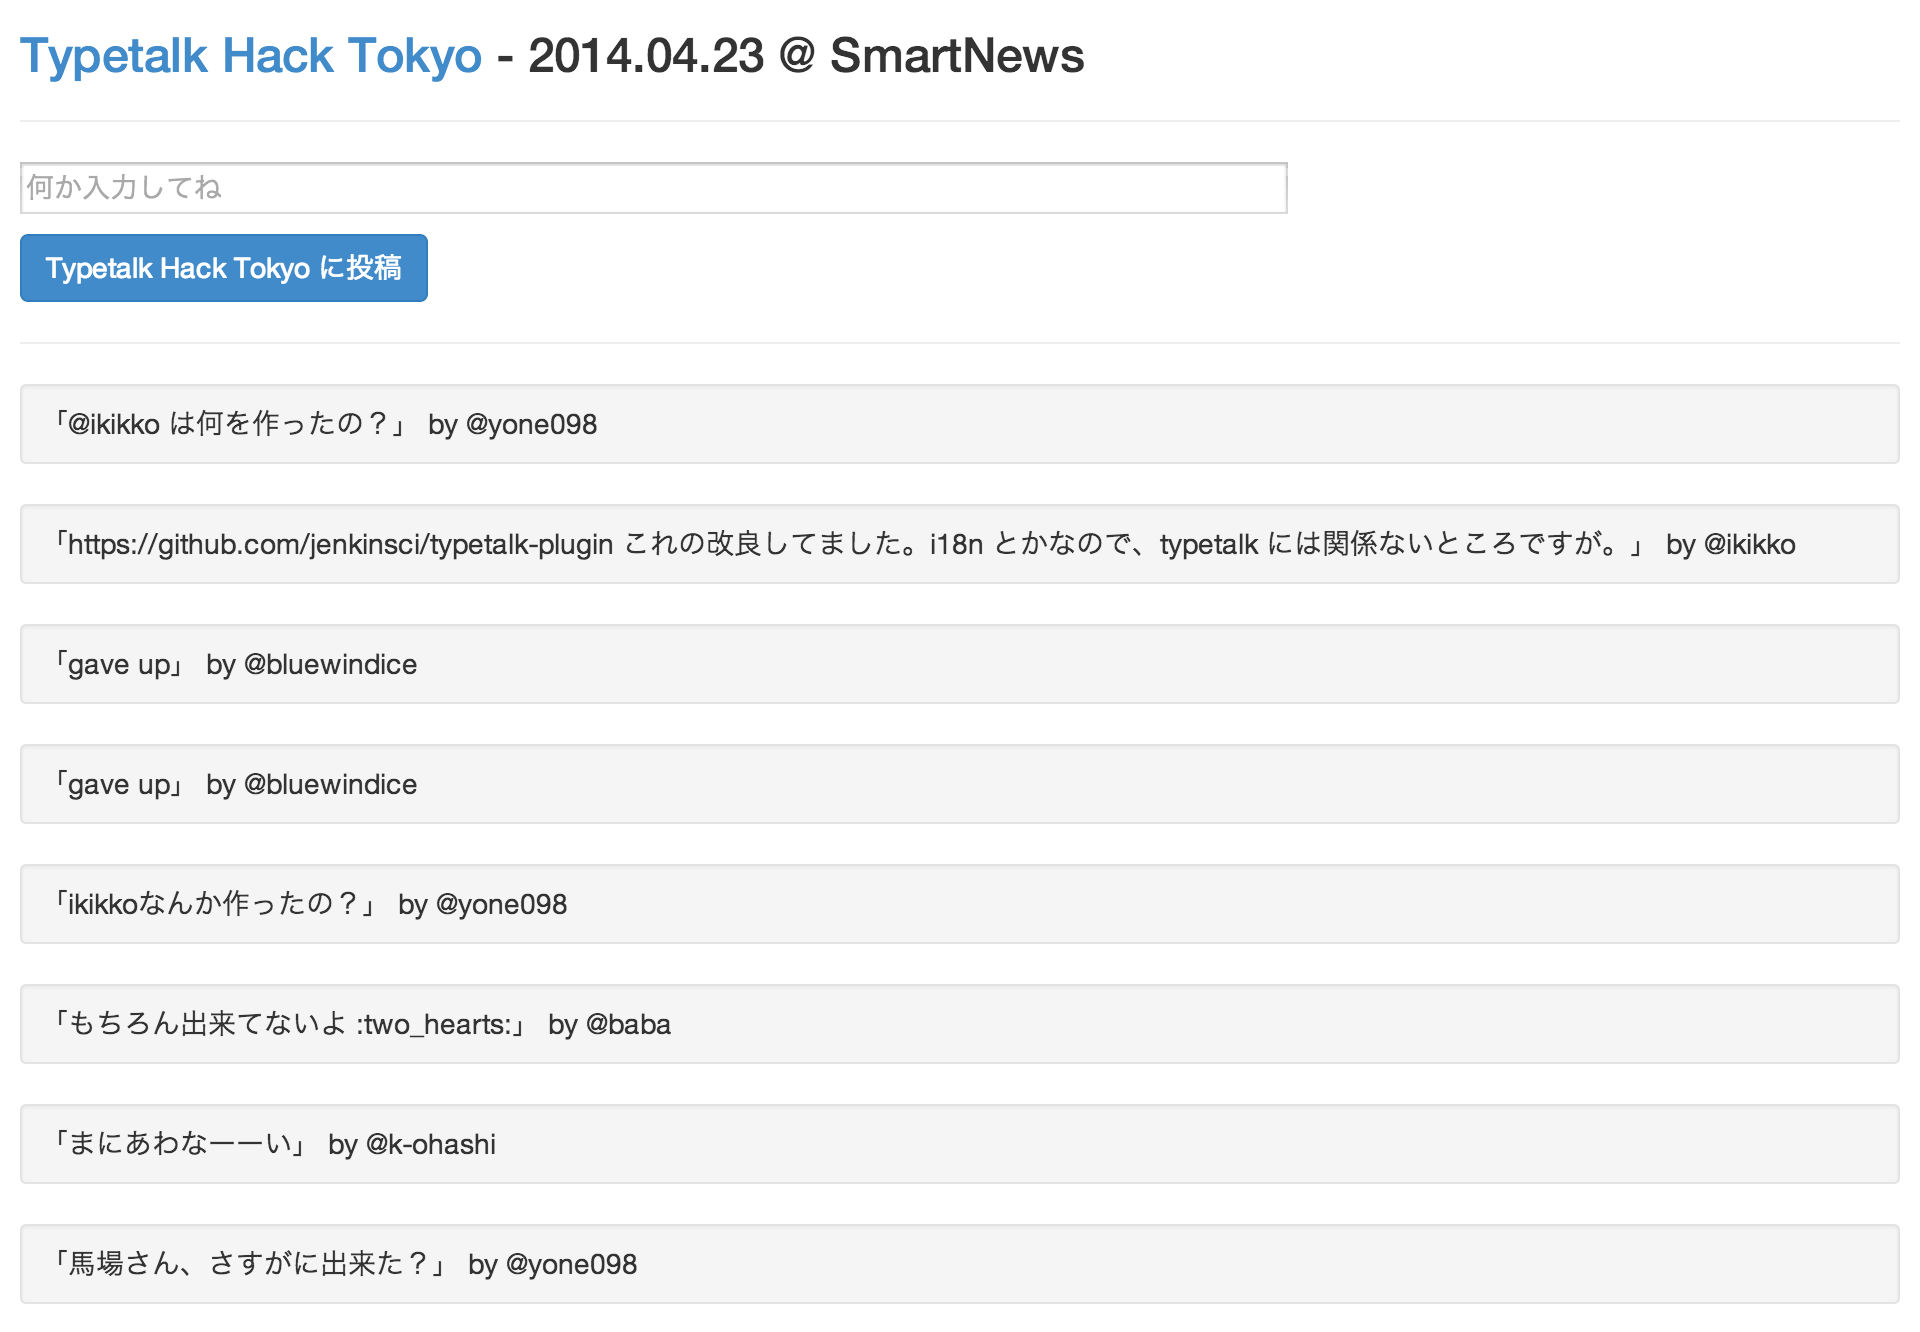 Typetalk Hack Tokyo - 2014.04.23 @ SmartNews
何か入力してね
Typetalk Hack Tokyo に投稿
「@ikikko は何を作ったの？」 by @yone098
「https://github.com/jenkinsci/typetalk-plugin これの改良してました。i18n とかなので、typetalk には関係ないところですが。」 by @ikikko
「gave up」 by @bluewindice
「gave up」 by @bluewindice
「ikikkoなんか作ったの？」 by @yone098
「もちろん出来てないよ :two_hearts:」 by @baba
「まにあわなーーい」 by @k-ohashi
「馬場さん、さすがに出来た？」 by @yone098